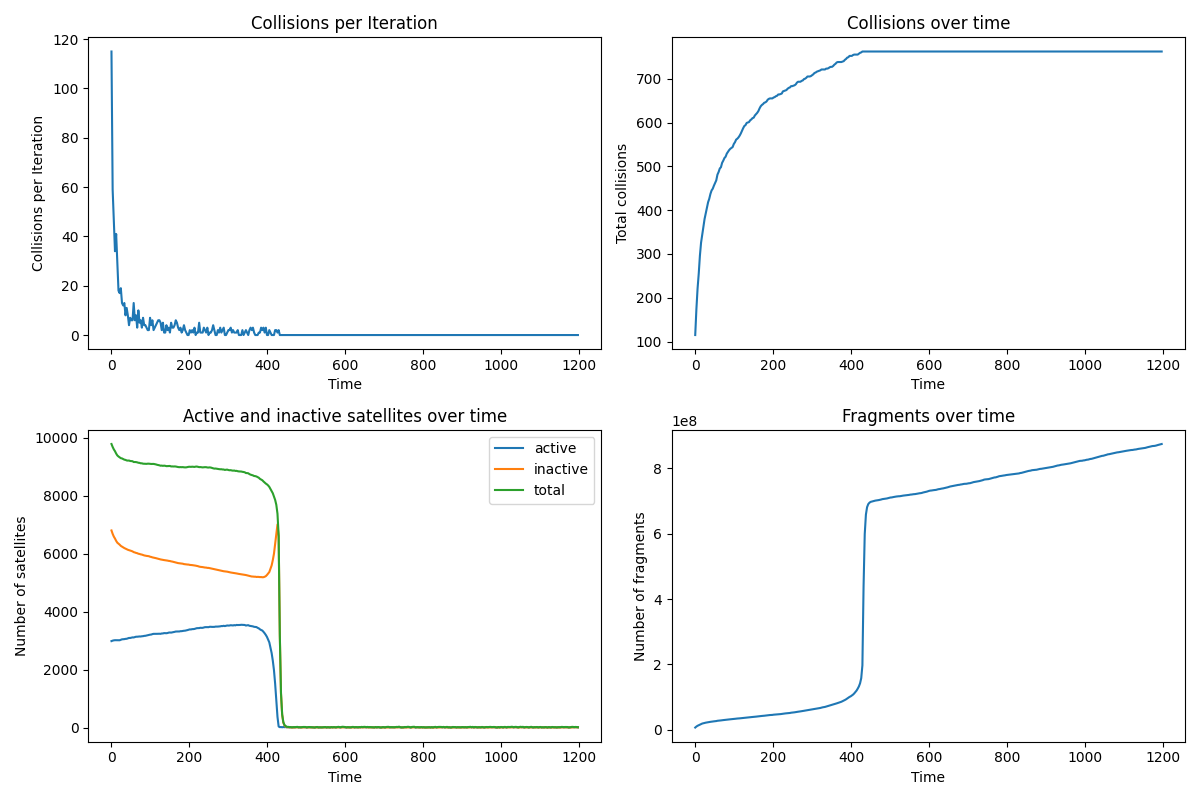 Collisions per Iteration
Collisions per Iteration
120
100
80
60
40
20
0
0 200 400 600 800 1000 1200
Time
Collisions over time
Total collisions
700
600
500
400
300
200
100
0 200 400 600 800 1000 1200
Time
Active and inactive satellites over time
Number of satellites
10000
8000
6000
4000
2000
0
active
inactive
total
0 200 400 600 800 1000 1200
Time
Fragments over time
1e8
Number of fragments
8
6
4
2
0
0 200 400 600 800 1000 1200
Time